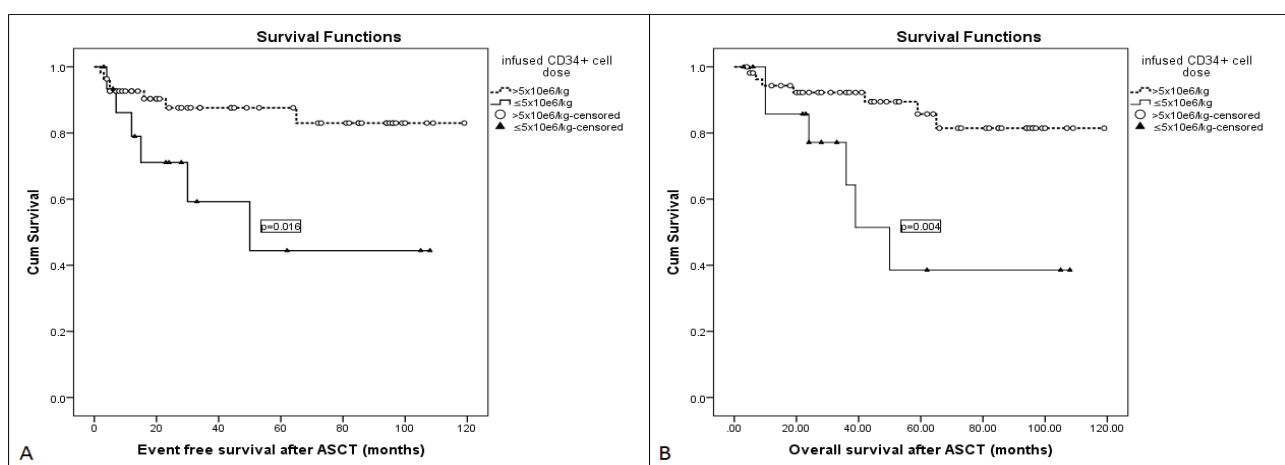 Survival Functions
infused CD34+ cell
dose
>5x10e6/kg
≤5x10e6/kg
>5x10e6/kg-censored
≤5x10e6/kg-censored
1.0
0.8
0.6
0.4
0.2
0.0
Cum Survival
p=0.016
0 20 40 60 80 100 120
Event free survival after ASCT (months)
A
Survival Functions
infused CD34+ cell
dose
>5x10e6/kg
≤5x10e6/kg
>5x10e6/kg-censored
≤5x10e6/kg-censored
1.0
0.8
0.6
0.4
0.2
0.0
Cum Survival
p=0.004
.00 20.00 40.00 60.00 80.00 100.00 120.00
Overall survival after ASCT (months)
B